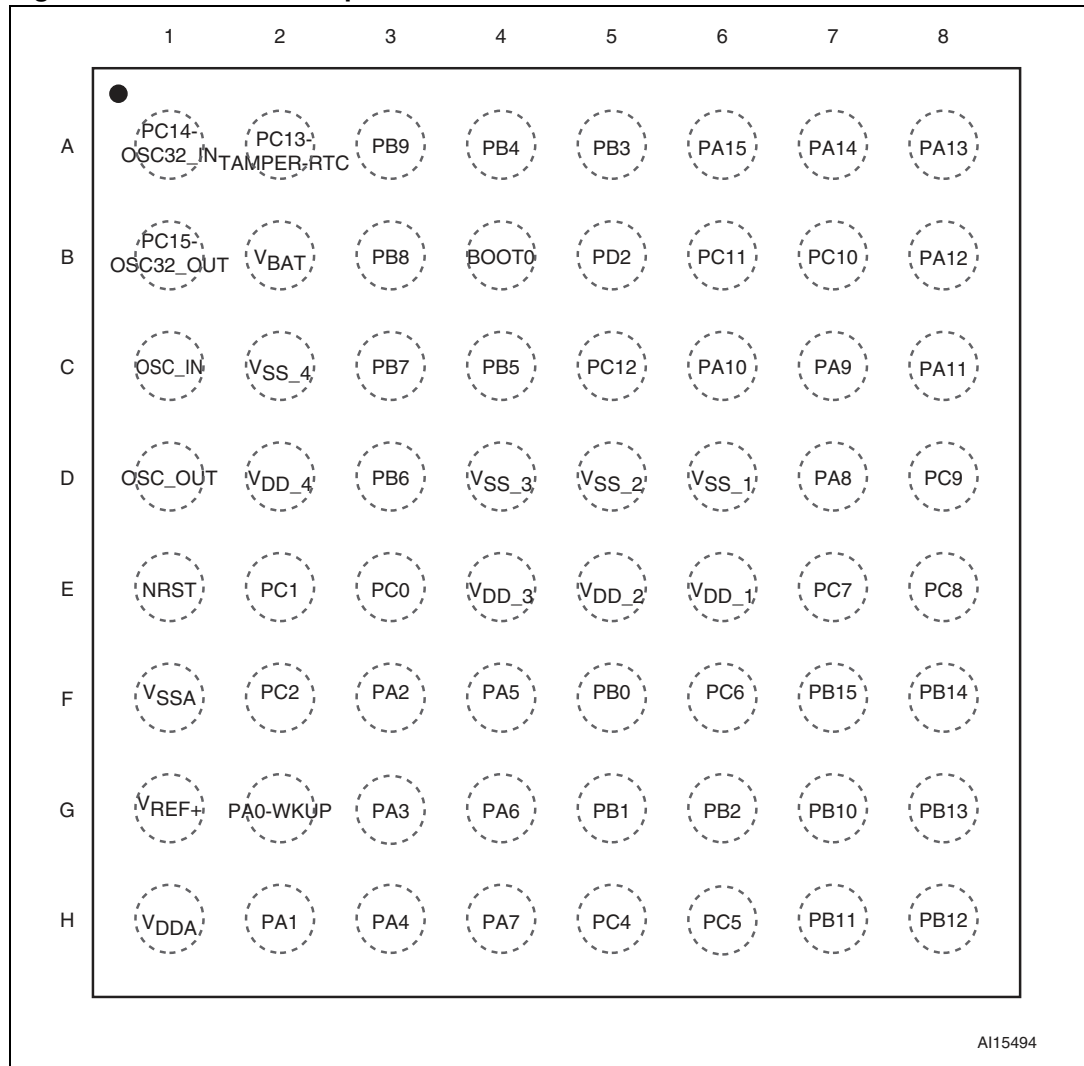 1 2 3 4 5 6 7 8
A PC14-OSC32_IN PC13-TAMPER-RTC PB9 PB4 PB3 PA15 PA14 PA13
B PC15-OSC32_OUT VBAT PB8 BOOT0 PD2 PC11 PC10 PA12
C OSC_IN VSS_4 PB7 PB5 PC12 PA10 PA9 PA11
D OSC_OUT VDD_4 PB6 VSS_3 VSS_2 VSS_1 PA8 PC9
E NRST PC1 PC0 VDD_3 VDD_2 VDD_1 PC7 PC8
F VSSA PC2 PA2 PA5 PB0 PC6 PB15 PB14
G VREF+ PA0-WKUP PA3 PA6 PB1 PB2 PB10 PB13
H VDDA PA1 PA4 PA7 PC4 PC5 PB11 PB12
AI15494